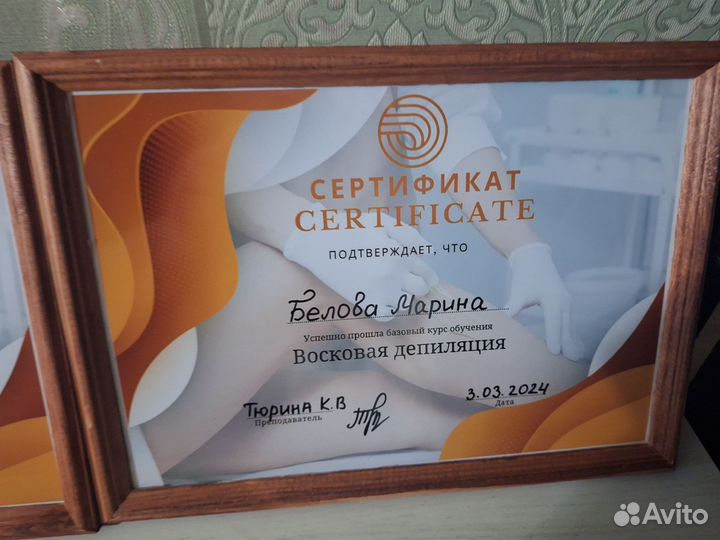 СЕРТИФИКАТ
CERTIFICATE
ПОДТВЕРЖДАЕТ, ЧТО
Белова Марина
Успешно прошла базовый курс обучения
Восковая депиляция
Тюрина К.В
Преподаватель
3.03.2024
Дата
Avito